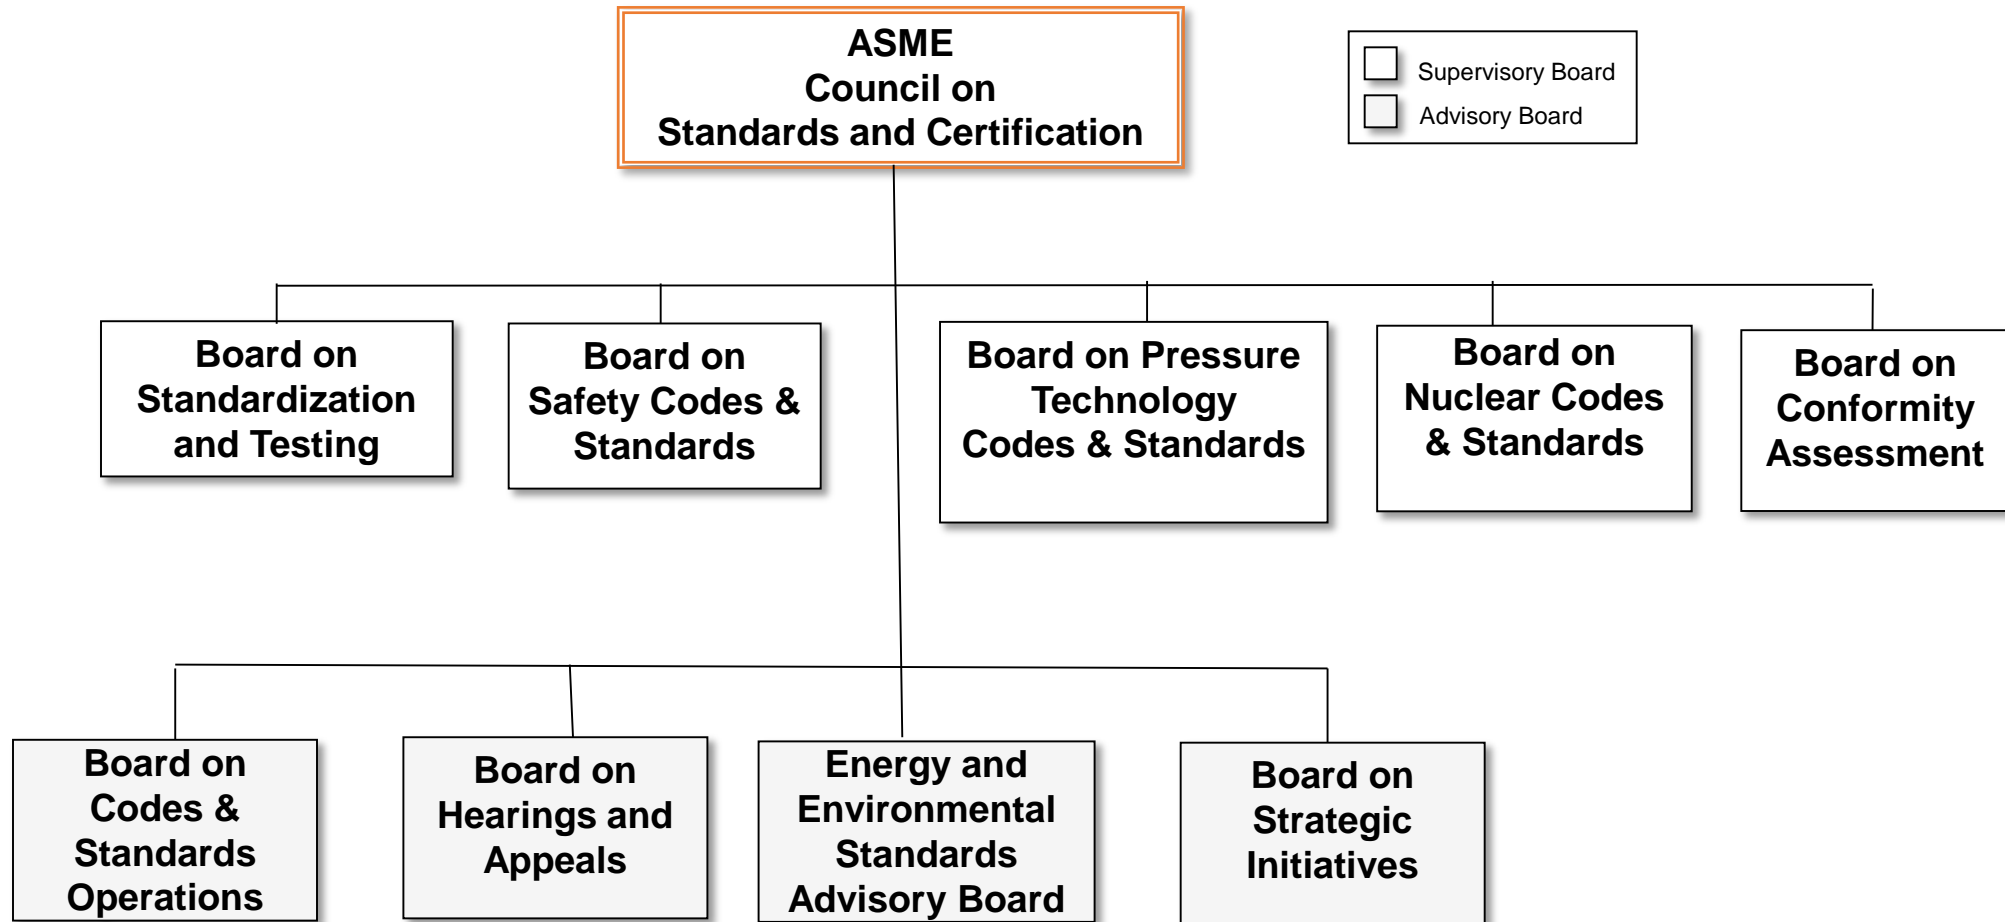 ASME
Council on
Standards and Certification
Supervisory Board
Advisory Board
Board on
Standardization
and Testing
Board on
Safety Codes &
Standards
Board on Pressure
Technology
Codes & Standards
Board on
Nuclear Codes
& Standards
Board on
Conformity
Assessment
Board on
Codes &
Standards
Operations
Board on
Hearings and
Appeals
Energy and
Environmental
Standards
Advisory Board
Board on
Strategic
Initiatives